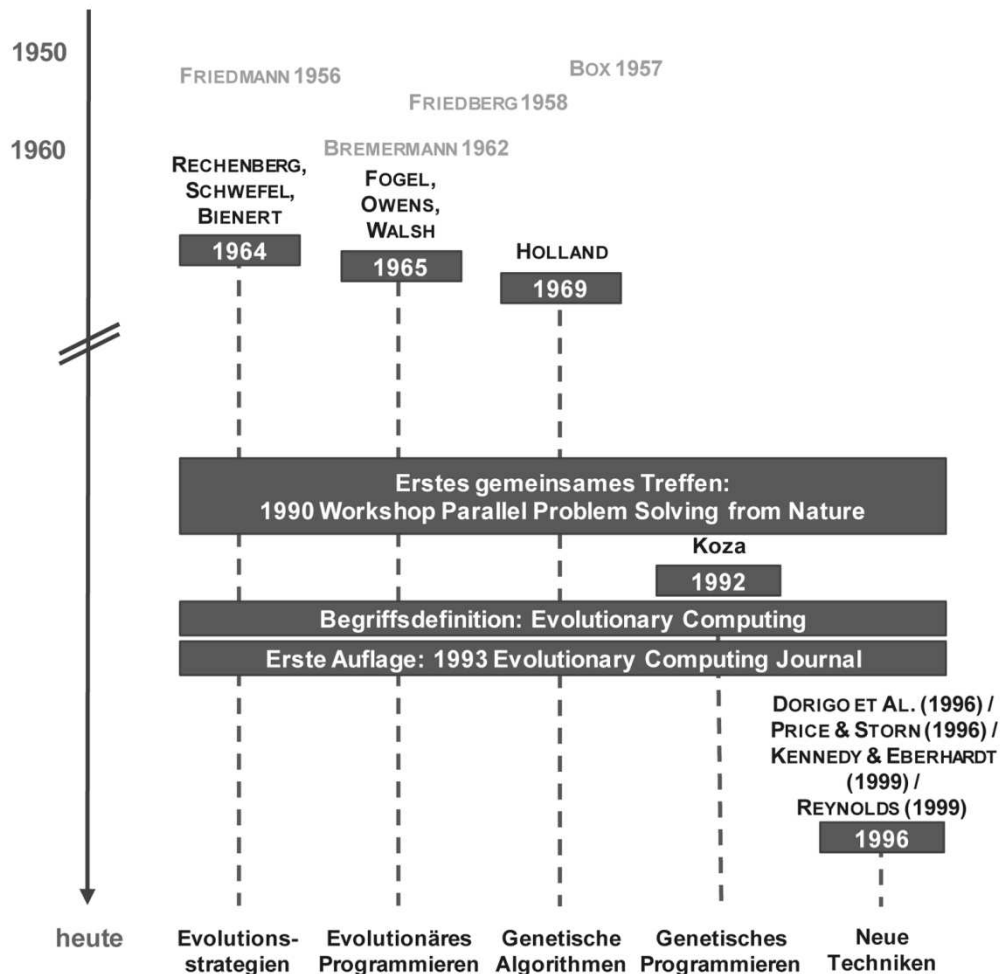 1950
FRIEDMANN 1956
BOX 1957
FRIEDBERG 1958
1960
BREMERMANN 1962
RECHENBERG,
SCHWEFEL,
BIENERT
1964
FOGEL,
OWENS,
WALSH
1965
HOLLAND
1969
Erstes gemeinsames Treffen:
1990 Workshop Parallel Problem Solving from Nature
Koza
1992
Begriffsdefinition: Evolutionary Computing
Erste Auflage: 1993 Evolutionary Computing Journal
DORIGO ET AL. (1996) /
PRICE & STORN (1996) /
KENNEDY & EBERHARDT
(1999) /
REYNOLDS (1999)
1996
heute
Evolutions-
strategien
Evolutionäres
Programmieren
Genetische
Algorithmen
Genetisches
Programmieren
Neue
Techniken